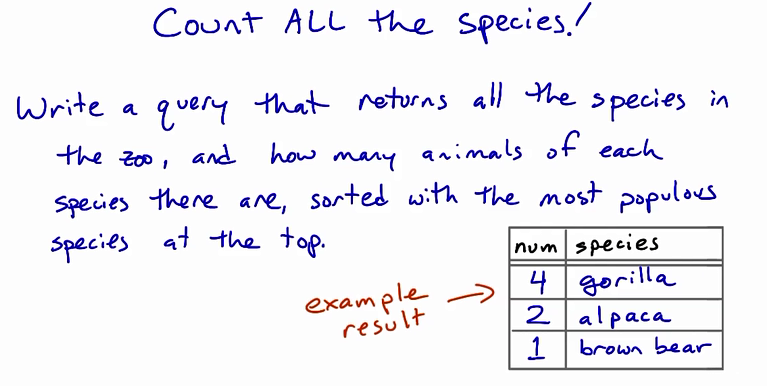 Count ALL the species!
Write a query that returns all the species in
the zoo, and how many animals of each
species there are, sorted with the most populous
species at the top.
example
result
num species
4 gorilla
2 alpaca
1 brown bear